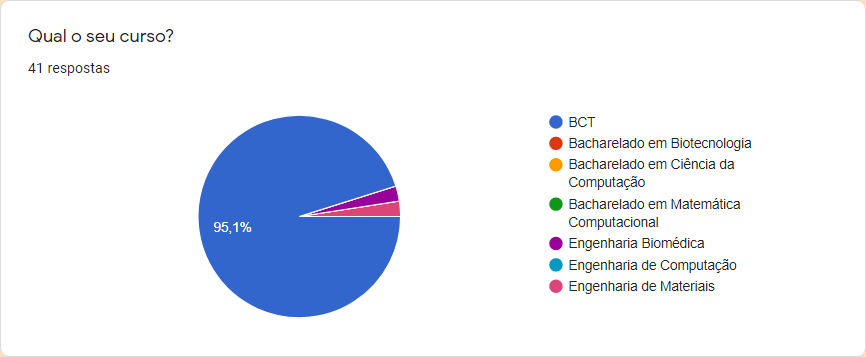 Qual o seu curso?
41 respostas
95,1%
BCT
Bacharelado em Biotecnologia
Bacharelado em Ciência da
Computação
Bacharelado em Matemática
Computacional
Engenharia Biomédica
Engenharia de Computação
Engenharia de Materiais